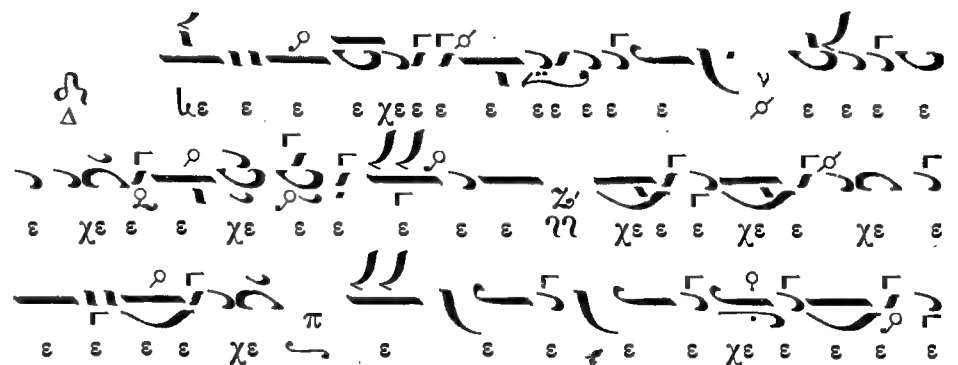 Δ κε ε ε ε χε ε ε ε ε ε ε ε ε ν ε ε ε ε
ε χε ε ε χε ε ε ε ε ε Ζ′ χε ε ε χε ε χε ε
ε ε ε ε χε π ε ε ε ε ε χε ε ε ε ε